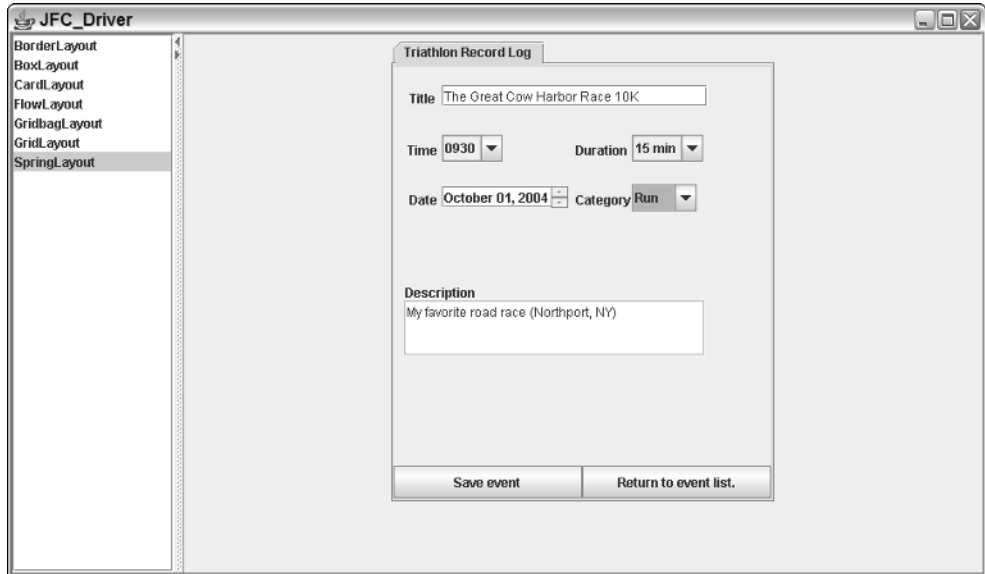 JFC_Driver
BorderLayout
BoxLayout
CardLayout
FlowLayout
GridbagLayout
GridLayout
SpringLayout
Triathlon Record Log
Title The Great Cow Harbor Race 10K
Time 0930 Duration 15 min
Date October 01, 2004 Category Run
Description
My favorite road race (Northport, NY)
Save event Return to event list.